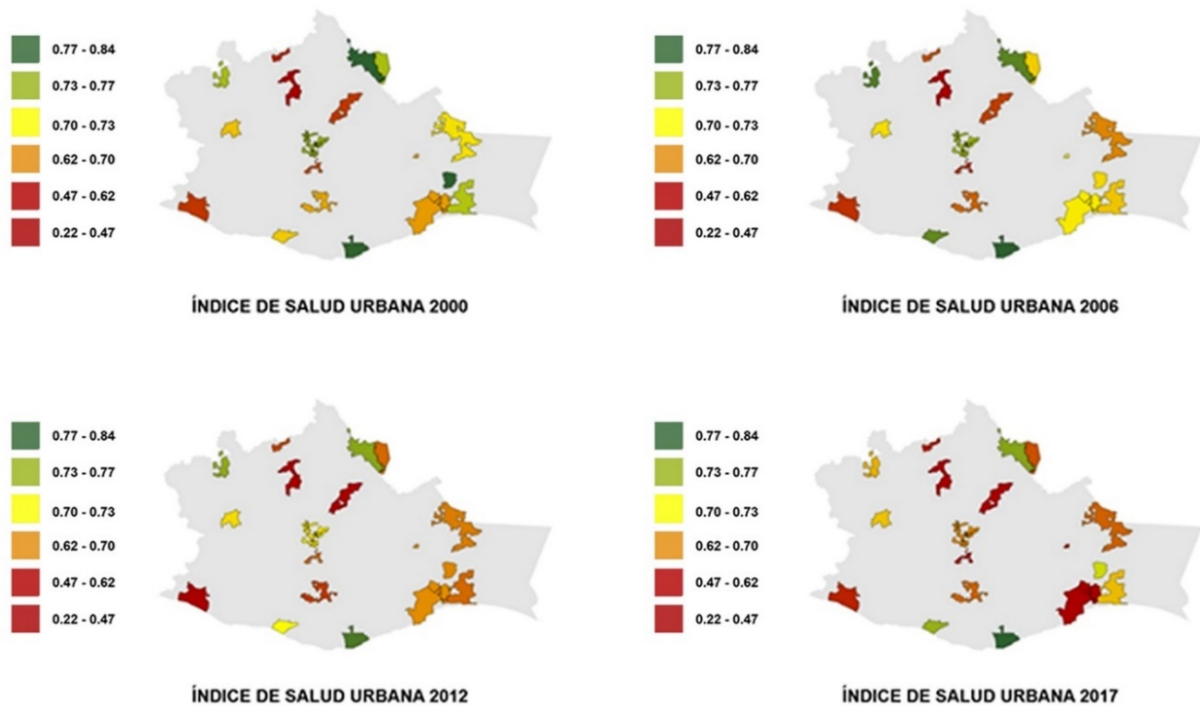 0.77 - 0.84
0.73 - 0.77
0.70 - 0.73
0.62 - 0.70
0.47 - 0.62
0.22 - 0.47
ÍNDICE DE SALUD URBANA 2000
0.77 - 0.84
0.73 - 0.77
0.70 - 0.73
0.62 - 0.70
0.47 - 0.62
0.22 - 0.47
ÍNDICE DE SALUD URBANA 2006
0.77 - 0.84
0.73 - 0.77
0.70 - 0.73
0.62 - 0.70
0.47 - 0.62
0.22 - 0.47
ÍNDICE DE SALUD URBANA 2012
0.77 - 0.84
0.73 - 0.77
0.70 - 0.73
0.62 - 0.70
0.47 - 0.62
0.22 - 0.47
ÍNDICE DE SALUD URBANA 2017